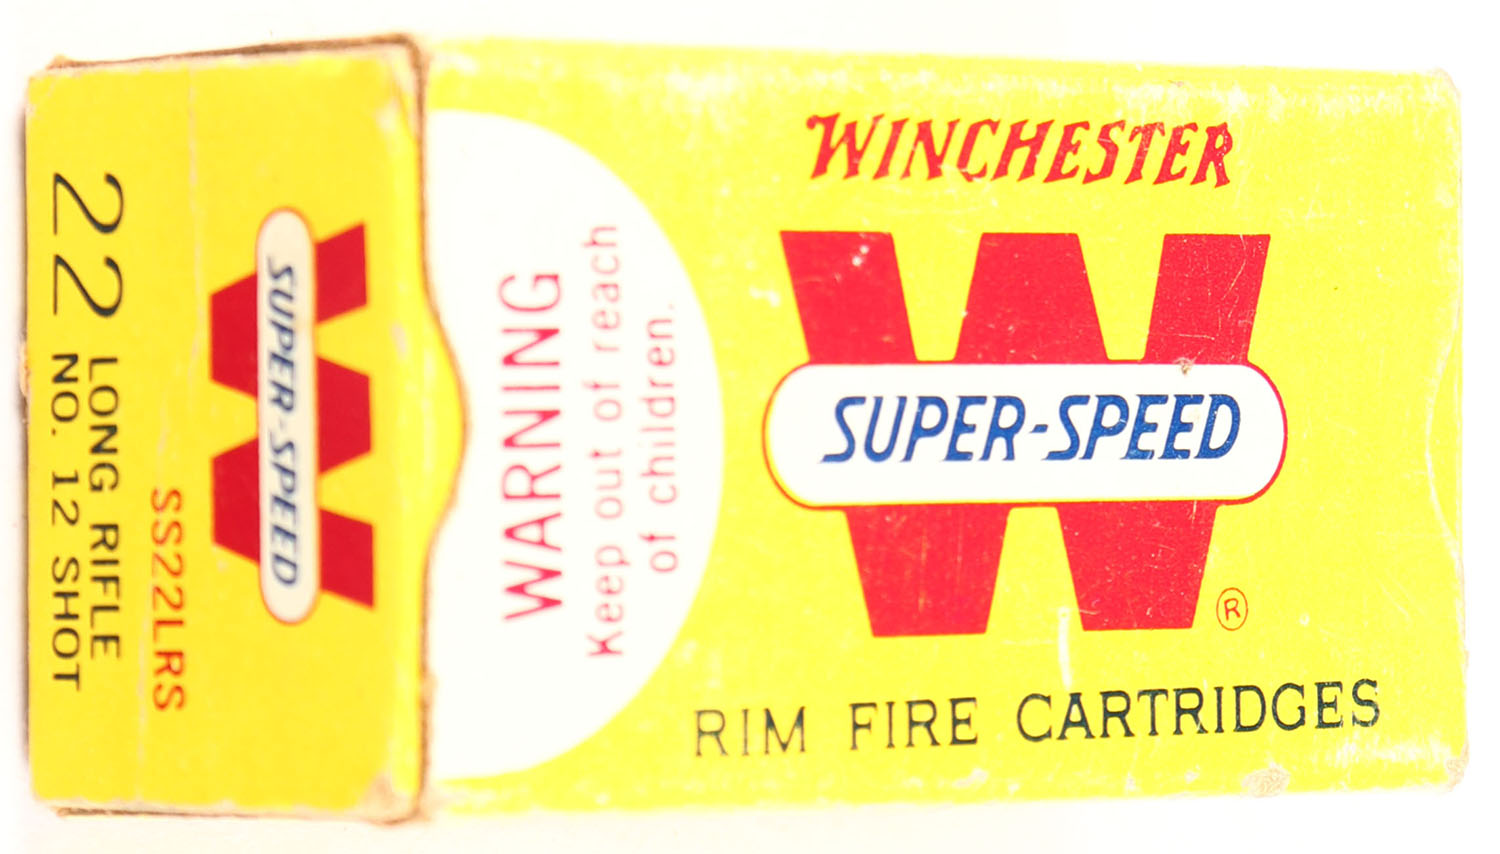 WINCHESTER
W
SUPER-SPEED
®
RIM FIRE CARTRIDGES
WARNING
Keep out of reach
of children.
W
SUPER-SPEED
SS22LRS
22 LONG RIFLE
NO. 12 SHOT